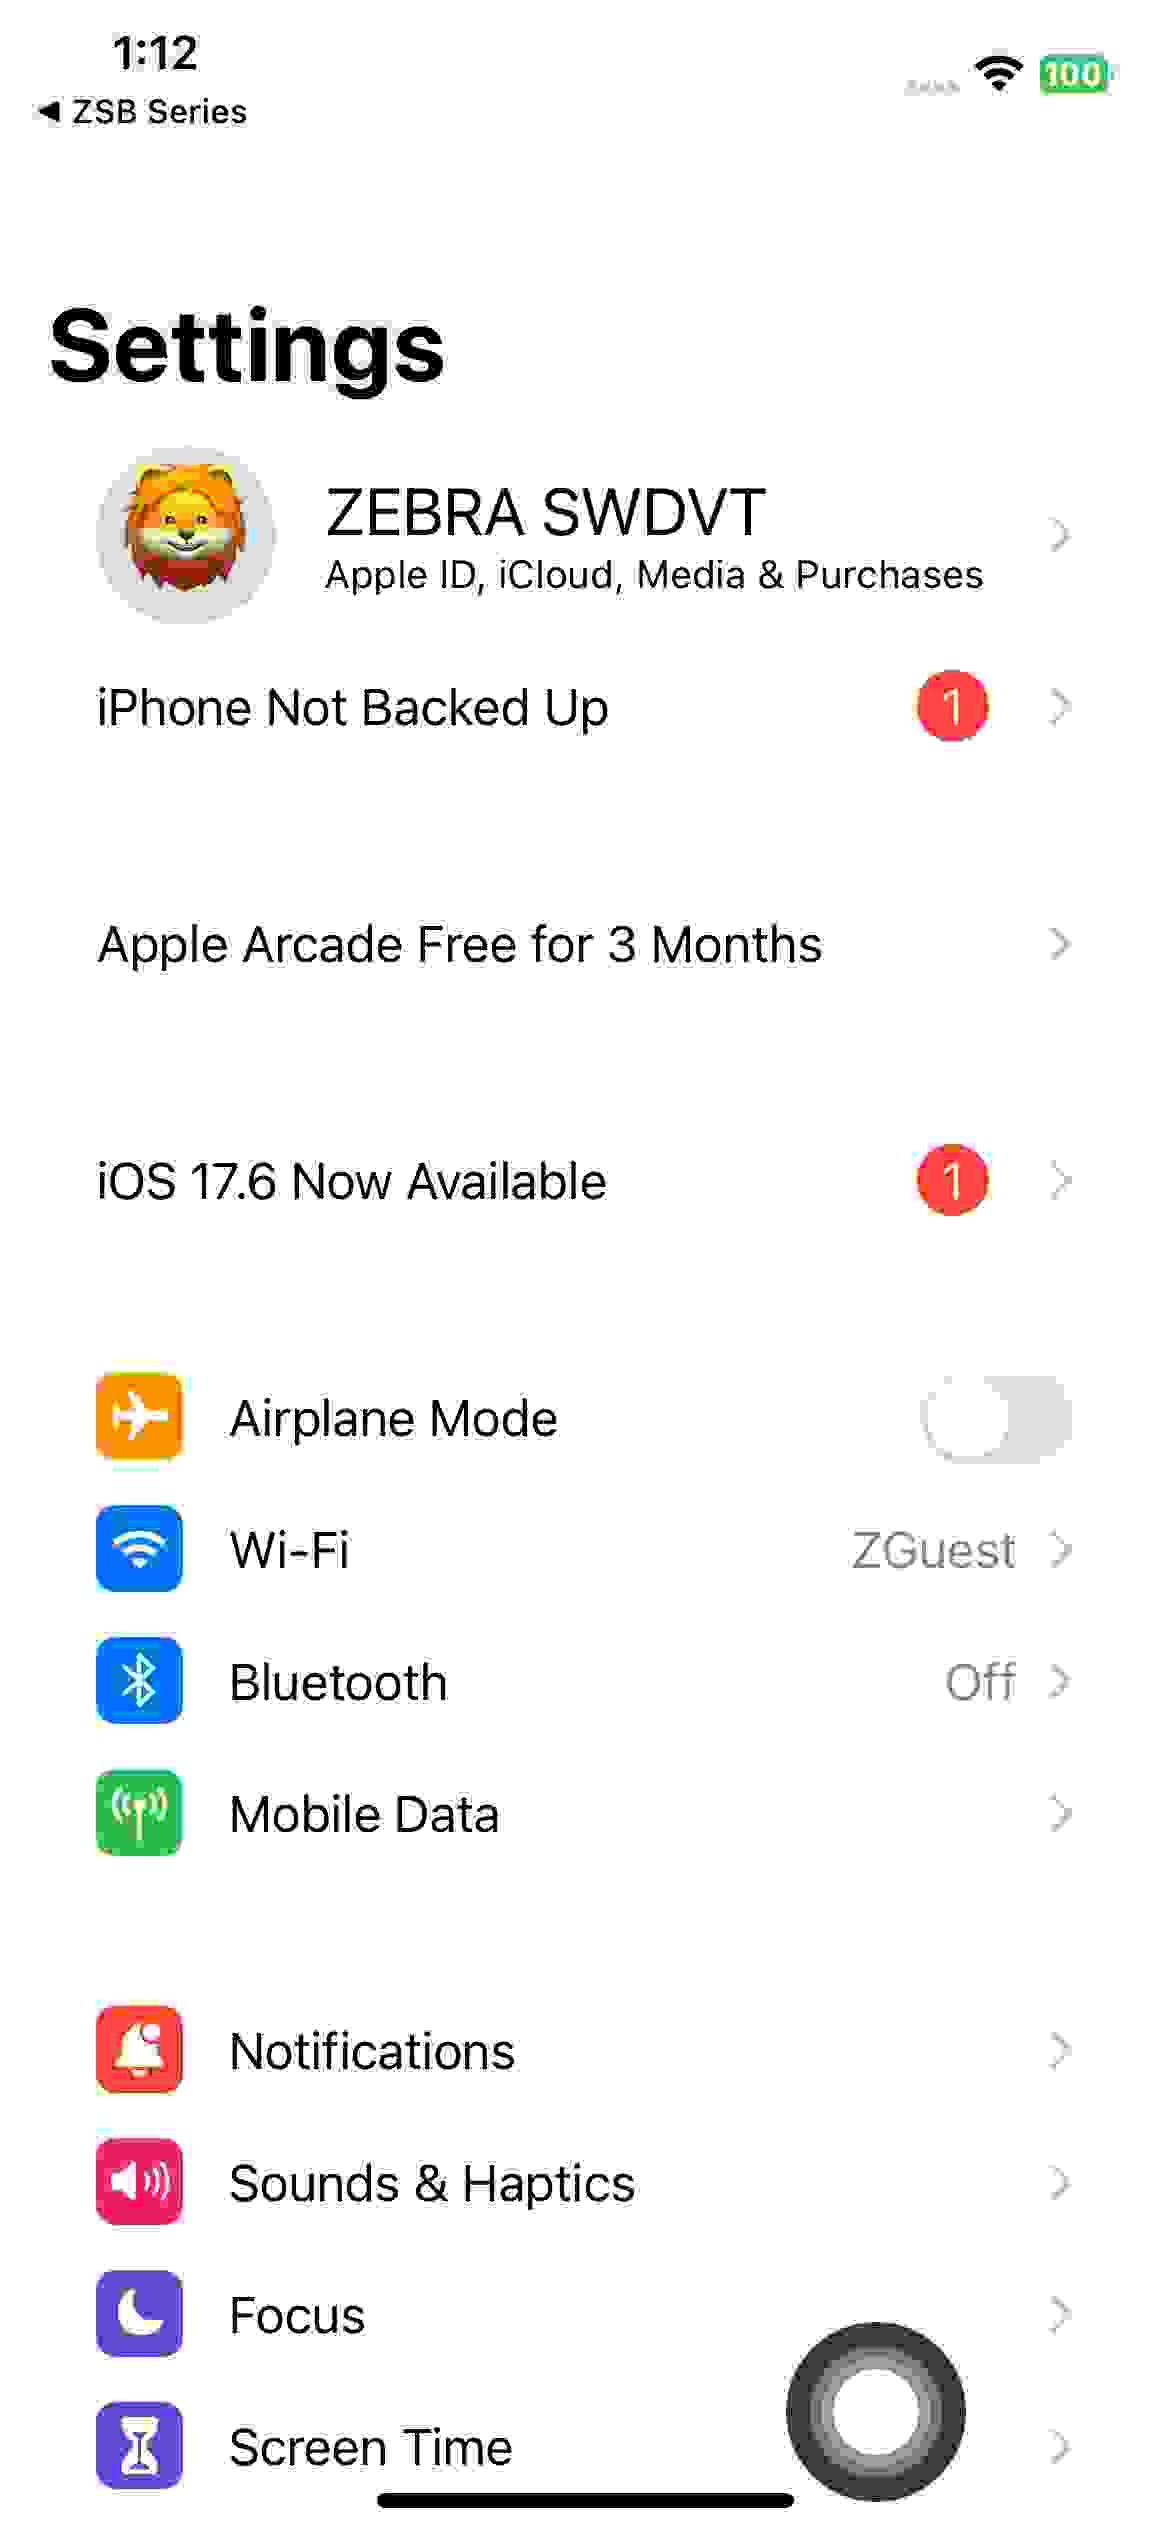 1:12
100
◀ ZSB Series
Settings
ZEBRA SWDVT
Apple ID, iCloud, Media & Purchases
iPhone Not Backed Up 1
Apple Arcade Free for 3 Months
iOS 17.6 Now Available 1
Airplane Mode
Wi-Fi ZGuest
Bluetooth Off
Mobile Data
Notifications
Sounds & Haptics
Focus
Screen Time